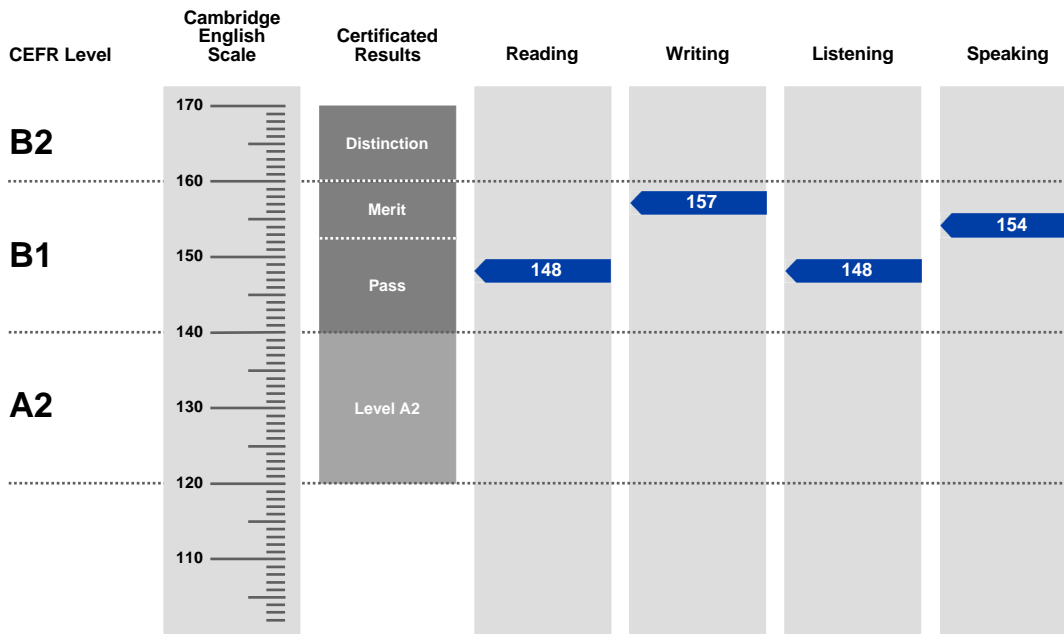 CEFR Level
Cambridge
English
Scale
Certificated
Results
Reading
Writing
Listening
Speaking
170
B2
Distinction
160
Merit
157
154
B1
150
148
148
Pass
140
A2
130
Level A2
120
110